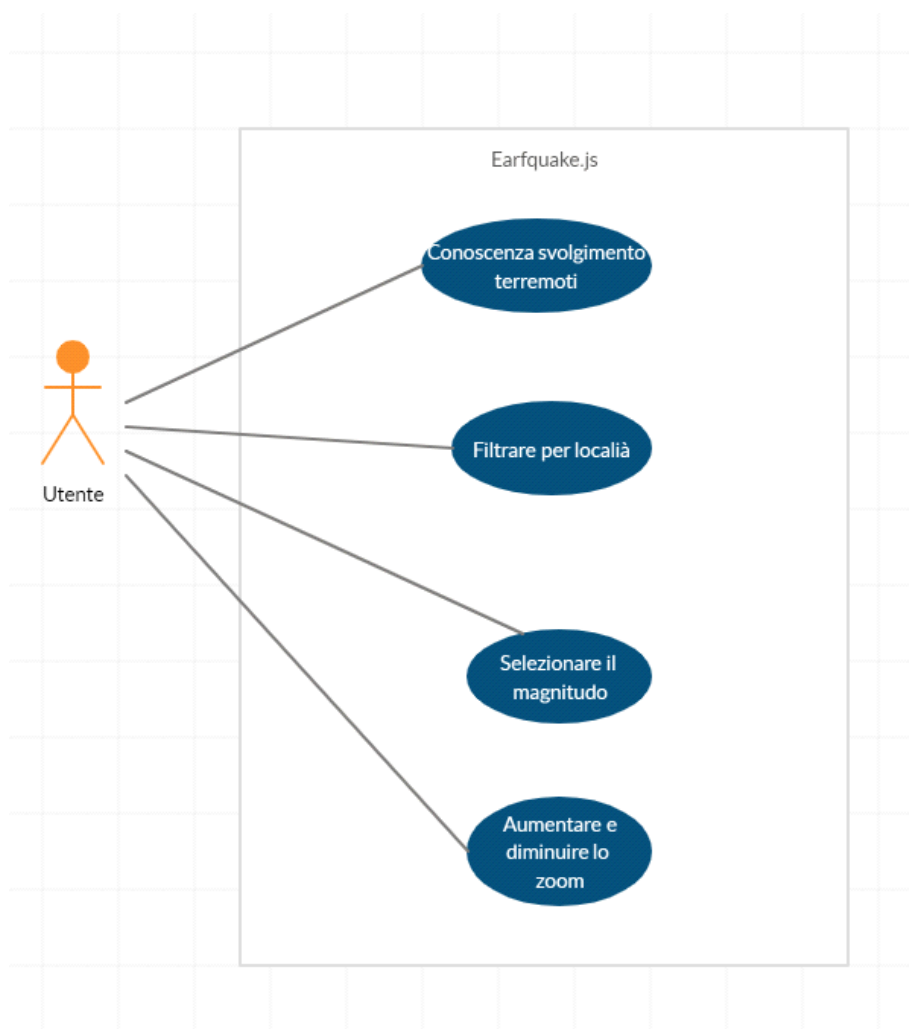 Earfquake.js
Conoscenza svolgimento
terremoti
Filtrare per localià
Utente
Selezionare il
magnitudo
Aumentare e
diminuire lo
zoom